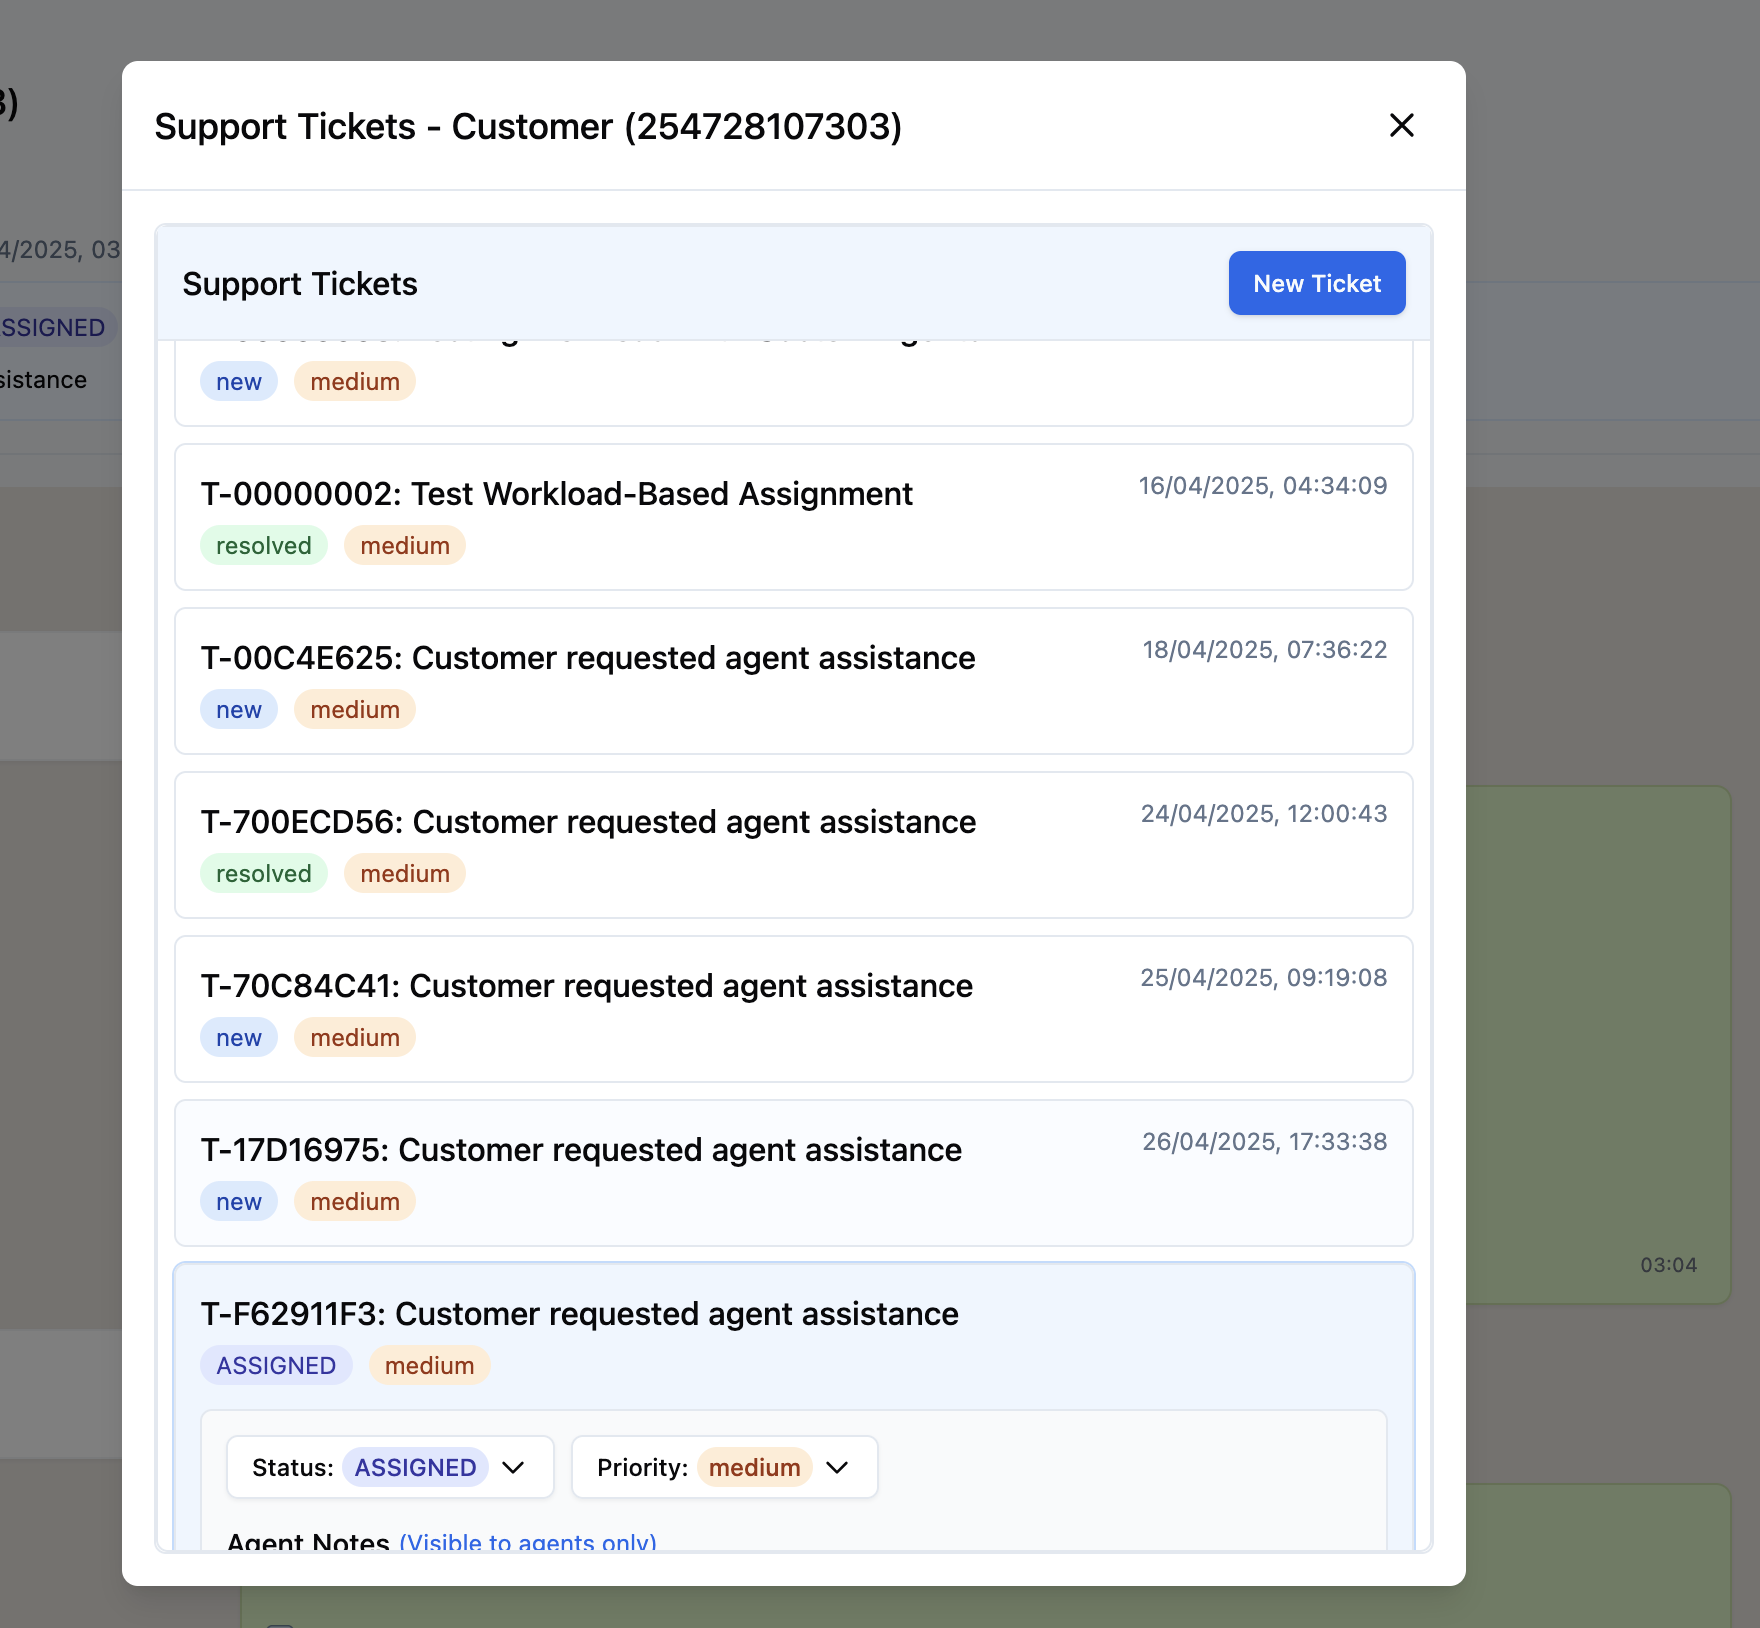 3)
Support Tickets - Customer (254728107303)
4/2025, 03
Support Tickets
New Ticket
SSIGNED
sistance
new
medium
T-00000002: Test Workload-Based Assignment
16/04/2025, 04:34:09
resolved
medium
T-00C4E625: Customer requested agent assistance
18/04/2025, 07:36:22
new
medium
T-700ECD56: Customer requested agent assistance
24/04/2025, 12:00:43
resolved
medium
T-70C84C41: Customer requested agent assistance
25/04/2025, 09:19:08
new
medium
T-17D16975: Customer requested agent assistance
26/04/2025, 17:33:38
new
medium
03:04
T-F62911F3: Customer requested agent assistance
ASSIGNED
medium
Status: ASSIGNED
Priority: medium
Agent Notes (Visible to agents only)